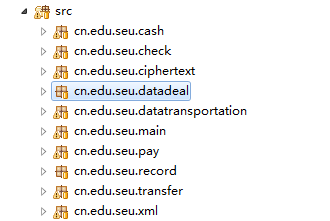 src
cn.edu.seu.cash
cn.edu.seu.check
cn.edu.seu.ciphertext
cn.edu.seu.datadeal
cn.edu.seu.datatransportation
cn.edu.seu.main
cn.edu.seu.pay
cn.edu.seu.record
cn.edu.seu.transfer
cn.edu.seu.xml